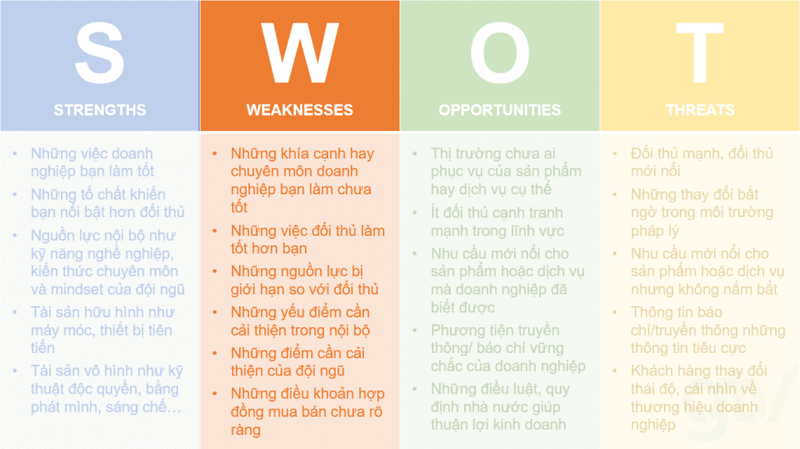 S
STRENGTHS
• Những việc doanh
nghiệp bạn làm tốt
• Những tố chất khiến
bạn nổi bật hơn đối thủ
• Nguồn lực nội bộ như
kỹ năng nghề nghiệp,
kiến thức chuyên môn
và mindset của đội ngũ
• Tài sản hữu hình như
máy móc, thiết bị tiên
tiến
• Tài sản vô hình như kỹ
thuật độc quyền, bằng
phát minh, sáng chế…
W
WEAKNESSES
• Những khía cạnh hay
chuyên môn doanh
nghiệp bạn làm chưa
tốt
• Những việc đối thủ làm
tốt hơn bạn
• Những nguồn lực bị
giới hạn so với đối thủ
• Những yếu điểm cần
cải thiện trong nội bộ
• Những điểm cần cải
thiện của đội ngũ
• Những điều khoản hợp
đồng mua bán chưa rõ
ràng
O
OPPORTUNITIES
• Thị trường chưa ai
phục vụ của sản phẩm
hay dịch vụ cụ thể
• Ít đối thủ cạnh tranh
mạnh trong lĩnh vực
• Nhu cầu mới nổi cho
sản phẩm hoặc dịch vụ
mà doanh nghiệp đã
biết được
• Phương tiện truyền
thông/ báo chí vững
chắc của doanh nghiệp
• Những điều luật, quy
định nhà nước giúp
thuận lợi kinh doanh
T
THREATS
• Đối thủ mạnh, đối thủ
mới nổi
• Những thay đổi bất
ngờ trong môi trường
pháp lý
• Nhu cầu mới nổi cho
sản phẩm hoặc dịch vụ
nhưng không nắm bắt
• Thông tin báo
chí/truyền thông những
thông tin tiêu cực
• Khách hàng thay đổi
thái độ, cái nhìn về
thương hiệu doanh
nghiệp